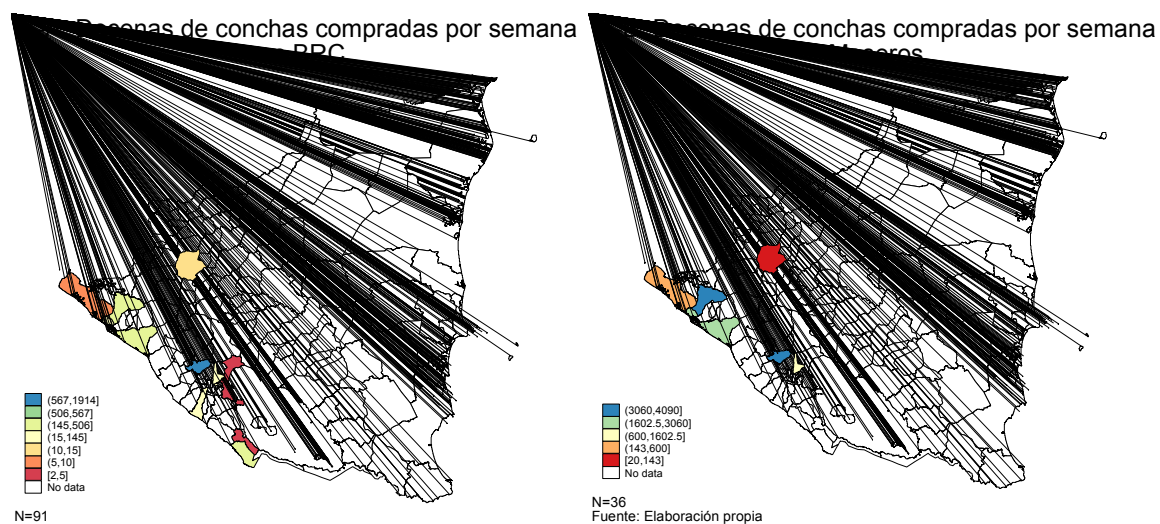 de conchas compradas por semana
(567,1914]
(506,567]
(145,506]
(15,145]
(10,15]
(5,10]
[2,5]
No data
N=91
de conchas compradas por semana
(3060,4090]
(1602.5,3060]
(600,1602.5]
(143,600]
[20,143]
No data
N=36
Fuente: Elaboración propia